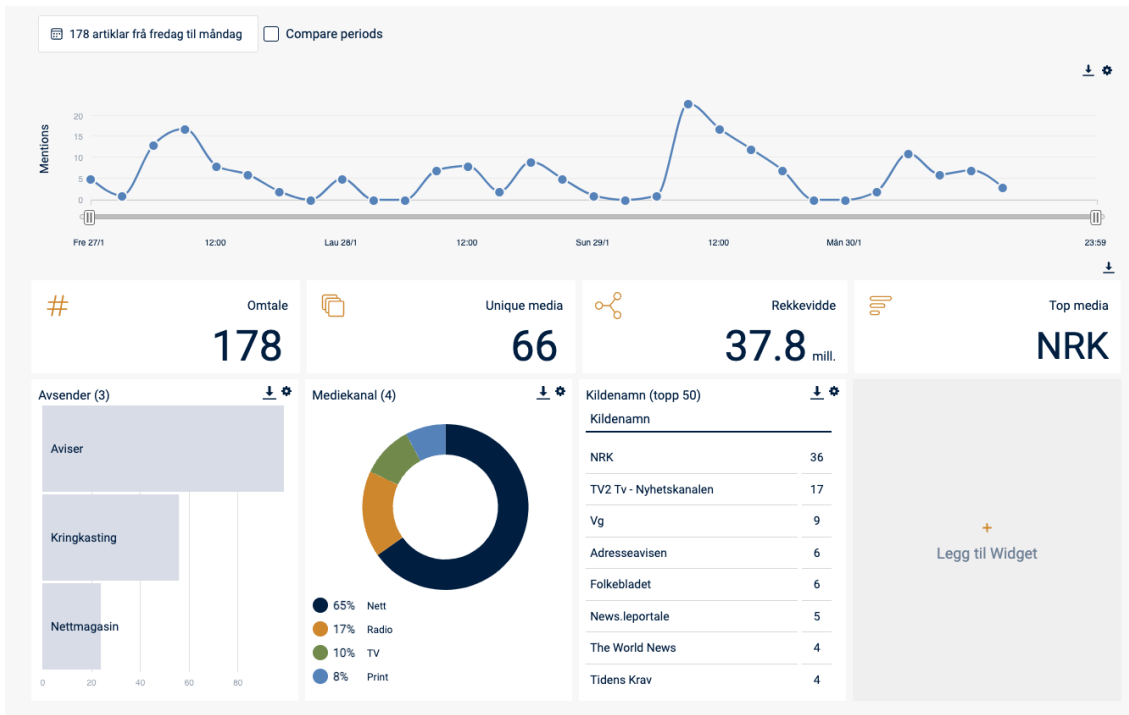 178 artiklar frå fredag til måndag
Compare periods
Mentions
20
15
10
5
0
Fre 27/1 12:00 Lau 28/1 12:00 Sun 29/1 12:00 Mån 30/1 23:59
Omtale
178
Unique media
66
Rekkevidde
37.8 mill.
Top media
NRK
Avsender (3)
Aviser
Kringkasting
Nettmagasin
0 20 40 60 80
Mediekanal (4)
65% Nett
17% Radio
10% TV
8% Print
Kildenamn (topp 50)
Kildenamn
NRK 36
TV2 Tv - Nyhetskanalen 17
Vg 9
Adresseavisen 6
Folkebladet 6
News.leportale 5
The World News 4
Tidens Krav 4
+
Legg til Widget